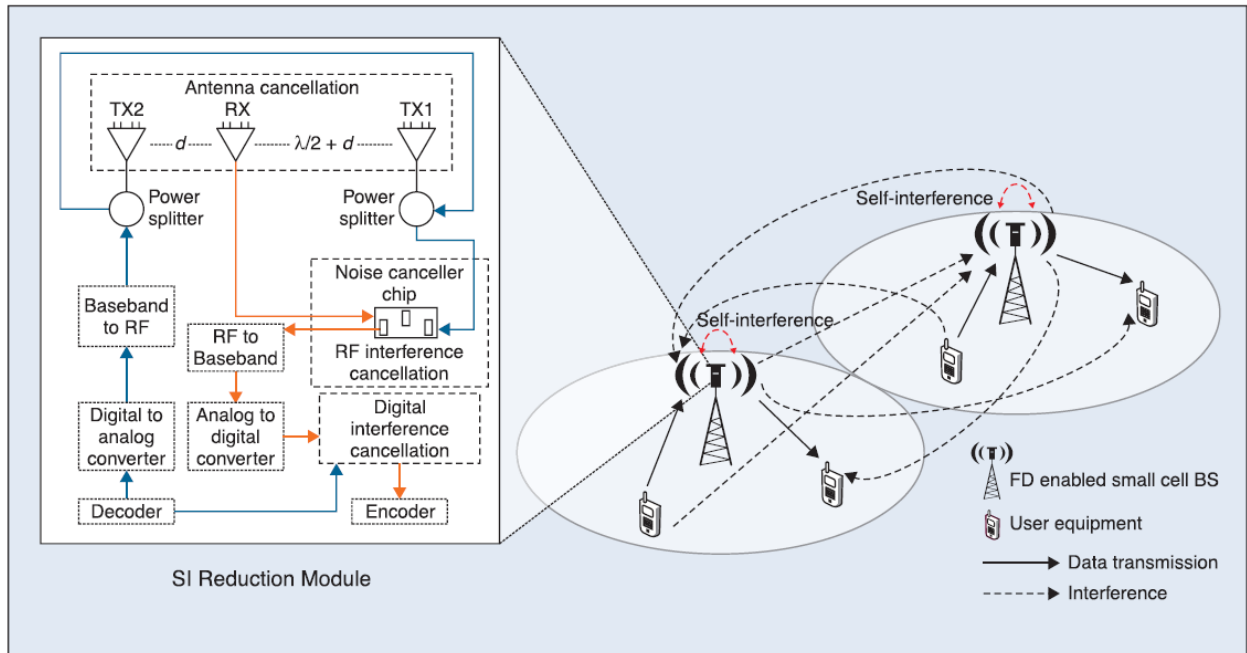 Antenna cancellation
TX2
RX
TX1
d
λ/2 + d
Power
splitter
Power
splitter
Noise canceller
chip
Baseband
to RF
RF to
Baseband
RF interference
cancellation
Digital to
analog
converter
Analog to
digital
converter
Digital
interference
cancellation
Decoder
Encoder
SI Reduction Module
Self-interference
Self-interference
FD enabled small cell BS
User equipment
Data transmission
Interference